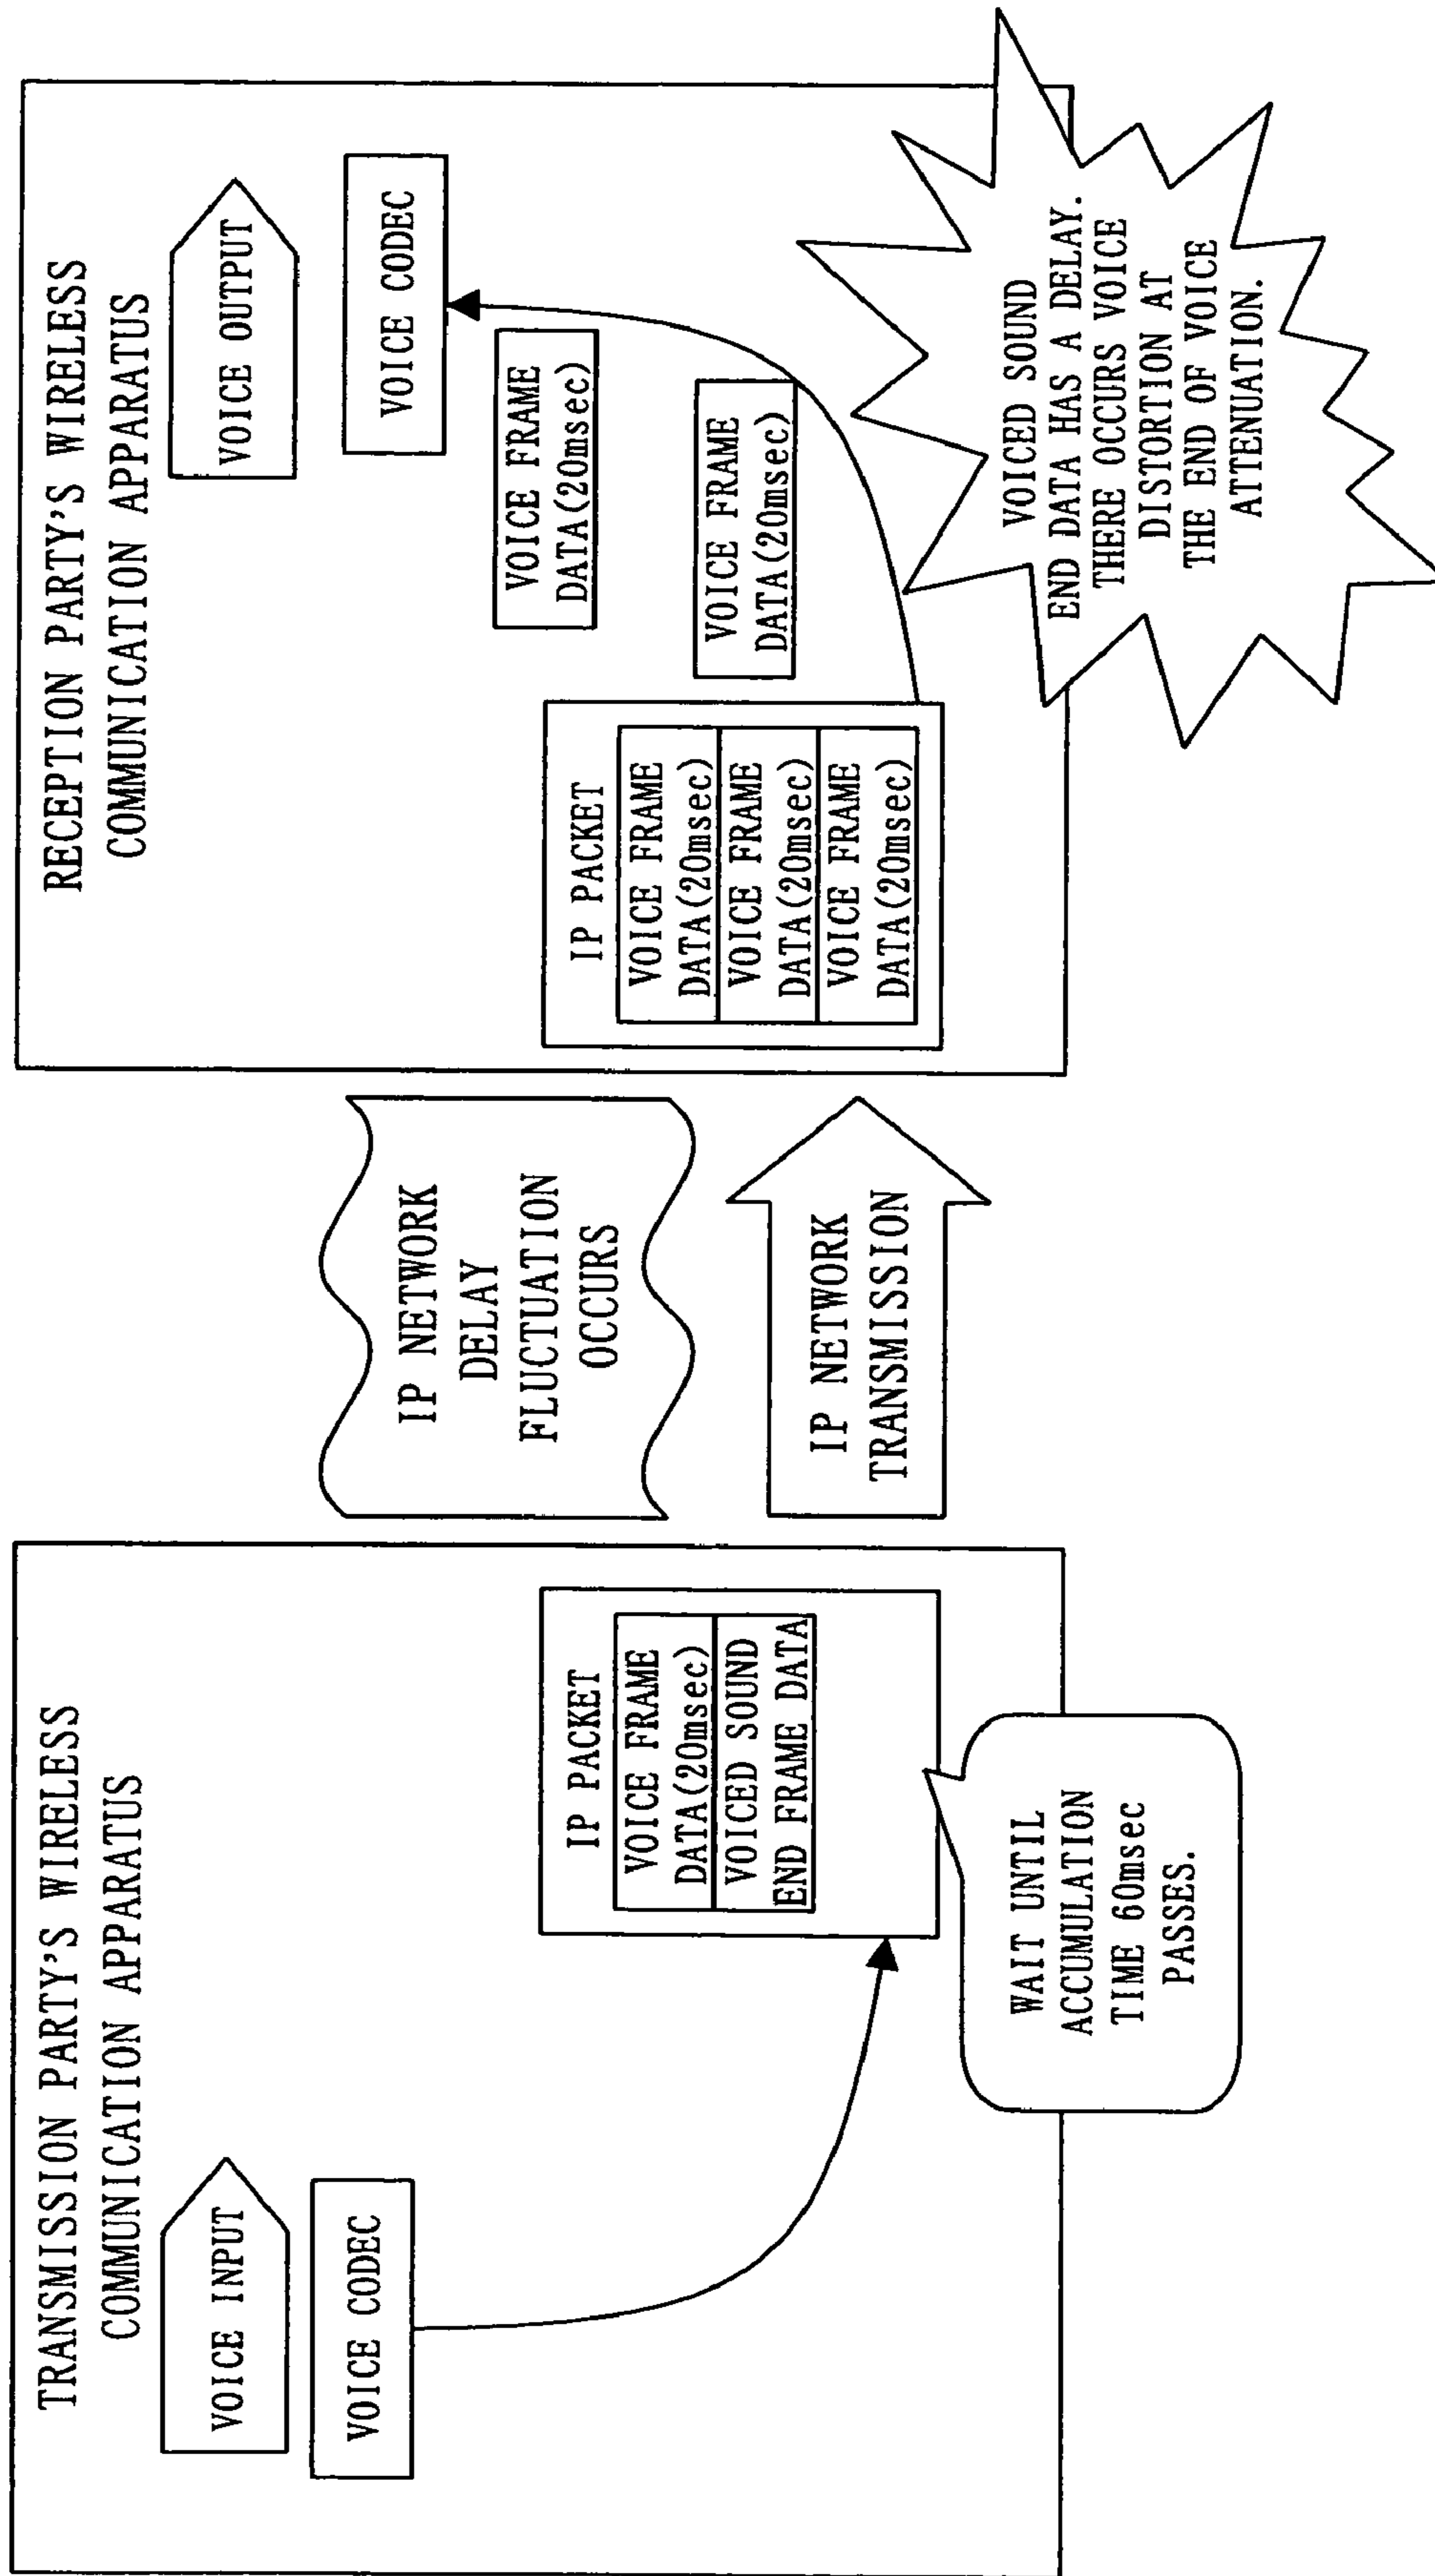 TRANSMISSION PARTY'S WIRELESS
COMMUNICATION APPARATUS
VOICE INPUT
VOICE CODEC
IP PACKET
VOICE FRAME
DATA(20msec)
VOICED SOUND
END FRAME DATA
WAIT UNTIL
ACCUMULATION
TIME 60msec
PASSES.
IP NETWORK
DELAY
FLUCTUATION
OCCURS
IP NETWORK
TRANSMISSION
RECEPTION PARTY'S WIRELESS
COMMUNICATION APPARATUS
VOICE OUTPUT
VOICE CODEC
VOICE FRAME
DATA(20msec)
VOICE FRAME
DATA(20msec)
IP PACKET
VOICE FRAME
DATA(20msec)
VOICE FRAME
DATA(20msec)
VOICE FRAME
DATA(20msec)
VOICED SOUND
END DATA HAS A DELAY.
THERE OCCURS VOICE
DISTORTION AT
THE END OF VOICE
ATTENUATION.